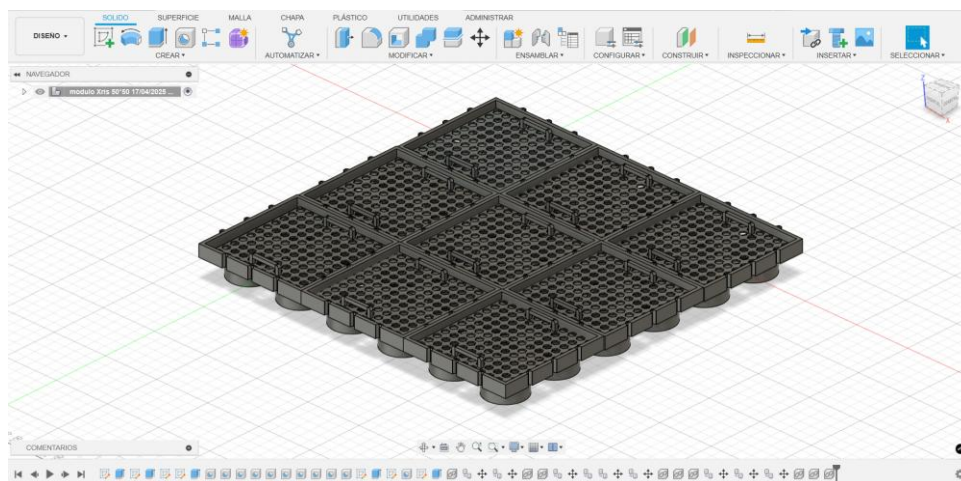 SÓLIDO SUPERFICIE MALLA CHAPA PLÁSTICO UTILIDADES ADMINISTRAR
DISEÑO
CREAR AUTOMATIZAR MODIFICAR ENSAMBLAR CONFIGURAR CONSTRUIR INSPECCIONAR INSERTAR SELECCIONAR
NAVEGADOR
modulo Xris 50*50 17/04/2025 ...
COMENTARIOS